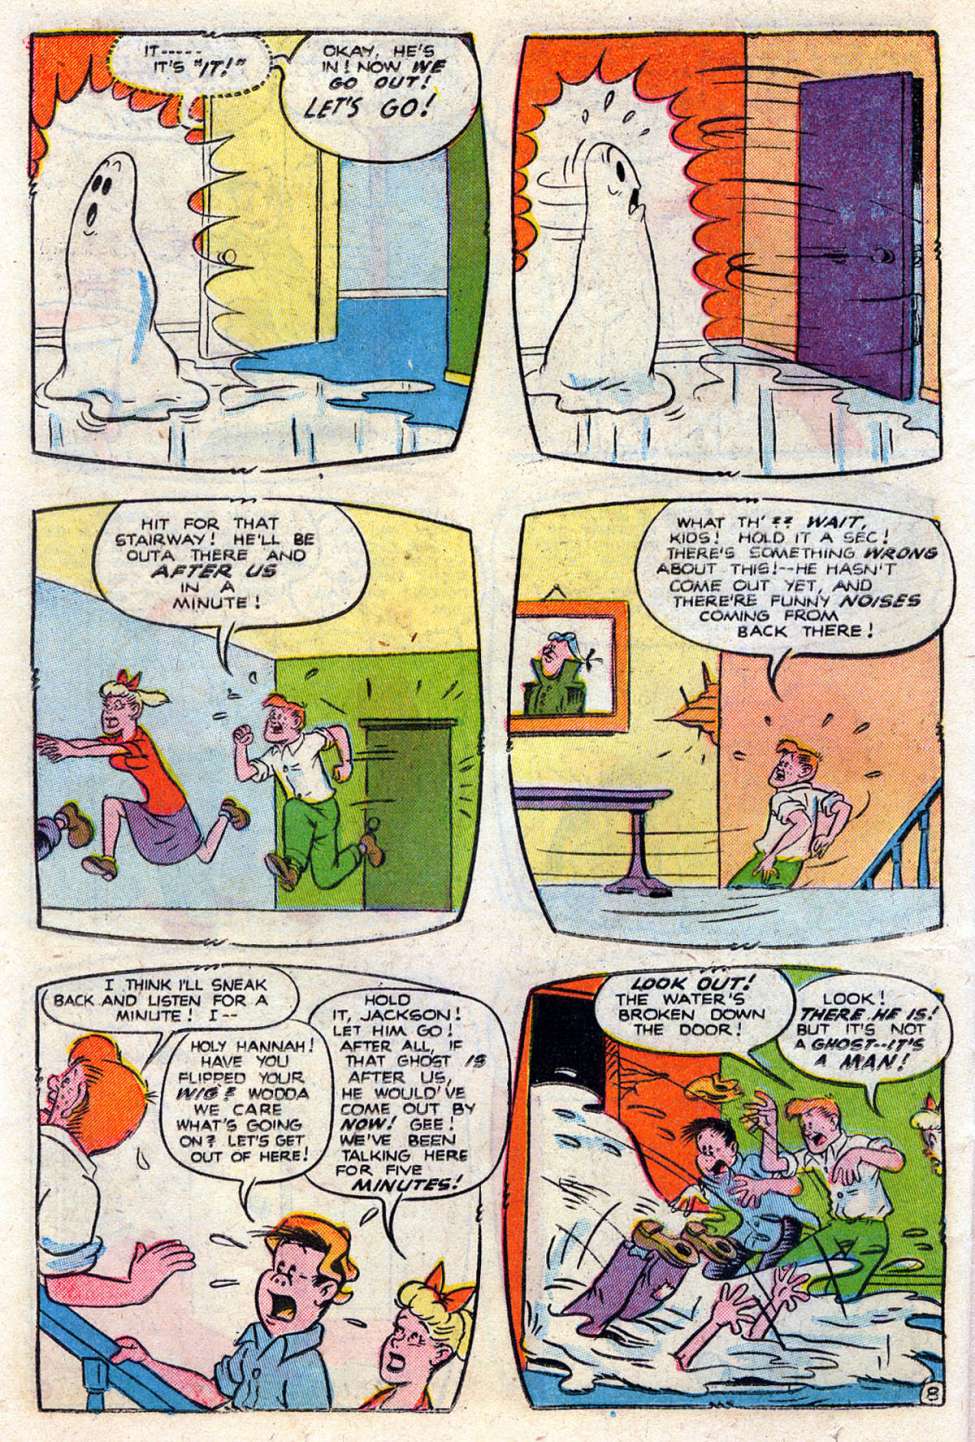 IT-----
IT'S "IT!"
OKAY, HE'S
IN! NOW WE
GO OUT!
LET'S GO!
HIT FOR THAT
STAIRWAY! HE'LL BE
OUTA THERE AND
AFTER US
IN A
MINUTE!
WHAT TH'?? WAIT,
KIDS! HOLD IT A SEC!
THERE'S SOMETHING WRONG
ABOUT THIS!--HE HASN'T
COME OUT YET, AND
THERE'RE FUNNY NOISES
COMING FROM
BACK THERE!
I THINK I'LL SNEAK
BACK AND LISTEN FOR A
MINUTE! I--
HOLY HANNAH!
HAVE YOU
FLIPPED YOUR
WIG? WODDA
WE CARE
WHAT'S GOING
ON? LET'S GET
OUT OF HERE!
HOLD
IT, JACKSON!
LET HIM GO!
AFTER ALL, IF
THAT GHOST IS
AFTER US,
HE WOULD'VE
COME OUT BY
NOW! GEE!
WE'VE BEEN
TALKING HERE
FOR FIVE
MINUTES!
LOOK OUT!
THE WATER'S
BROKEN DOWN
THE DOOR!
LOOK!
THERE HE IS!
BUT IT'S NOT
A GHOST--IT'S
A MAN!
8